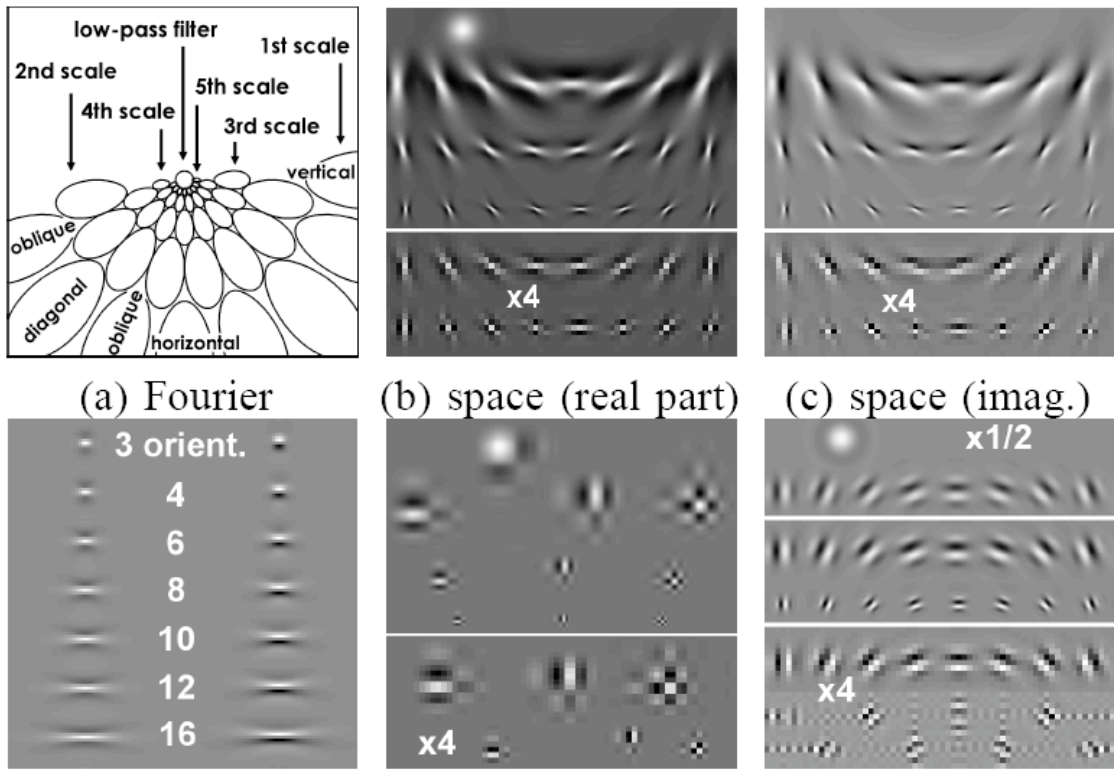 low-pass filter
1st scale
2nd scale
5th scale
4th scale
3rd scale
vertical
oblique
diagonal
oblique
horizontal
x4
x4
(a) Fourier
(b) space (real part)
(c) space (imag.)
3 orient.
4
6
8
10
12
16
x4
x1/2
x4